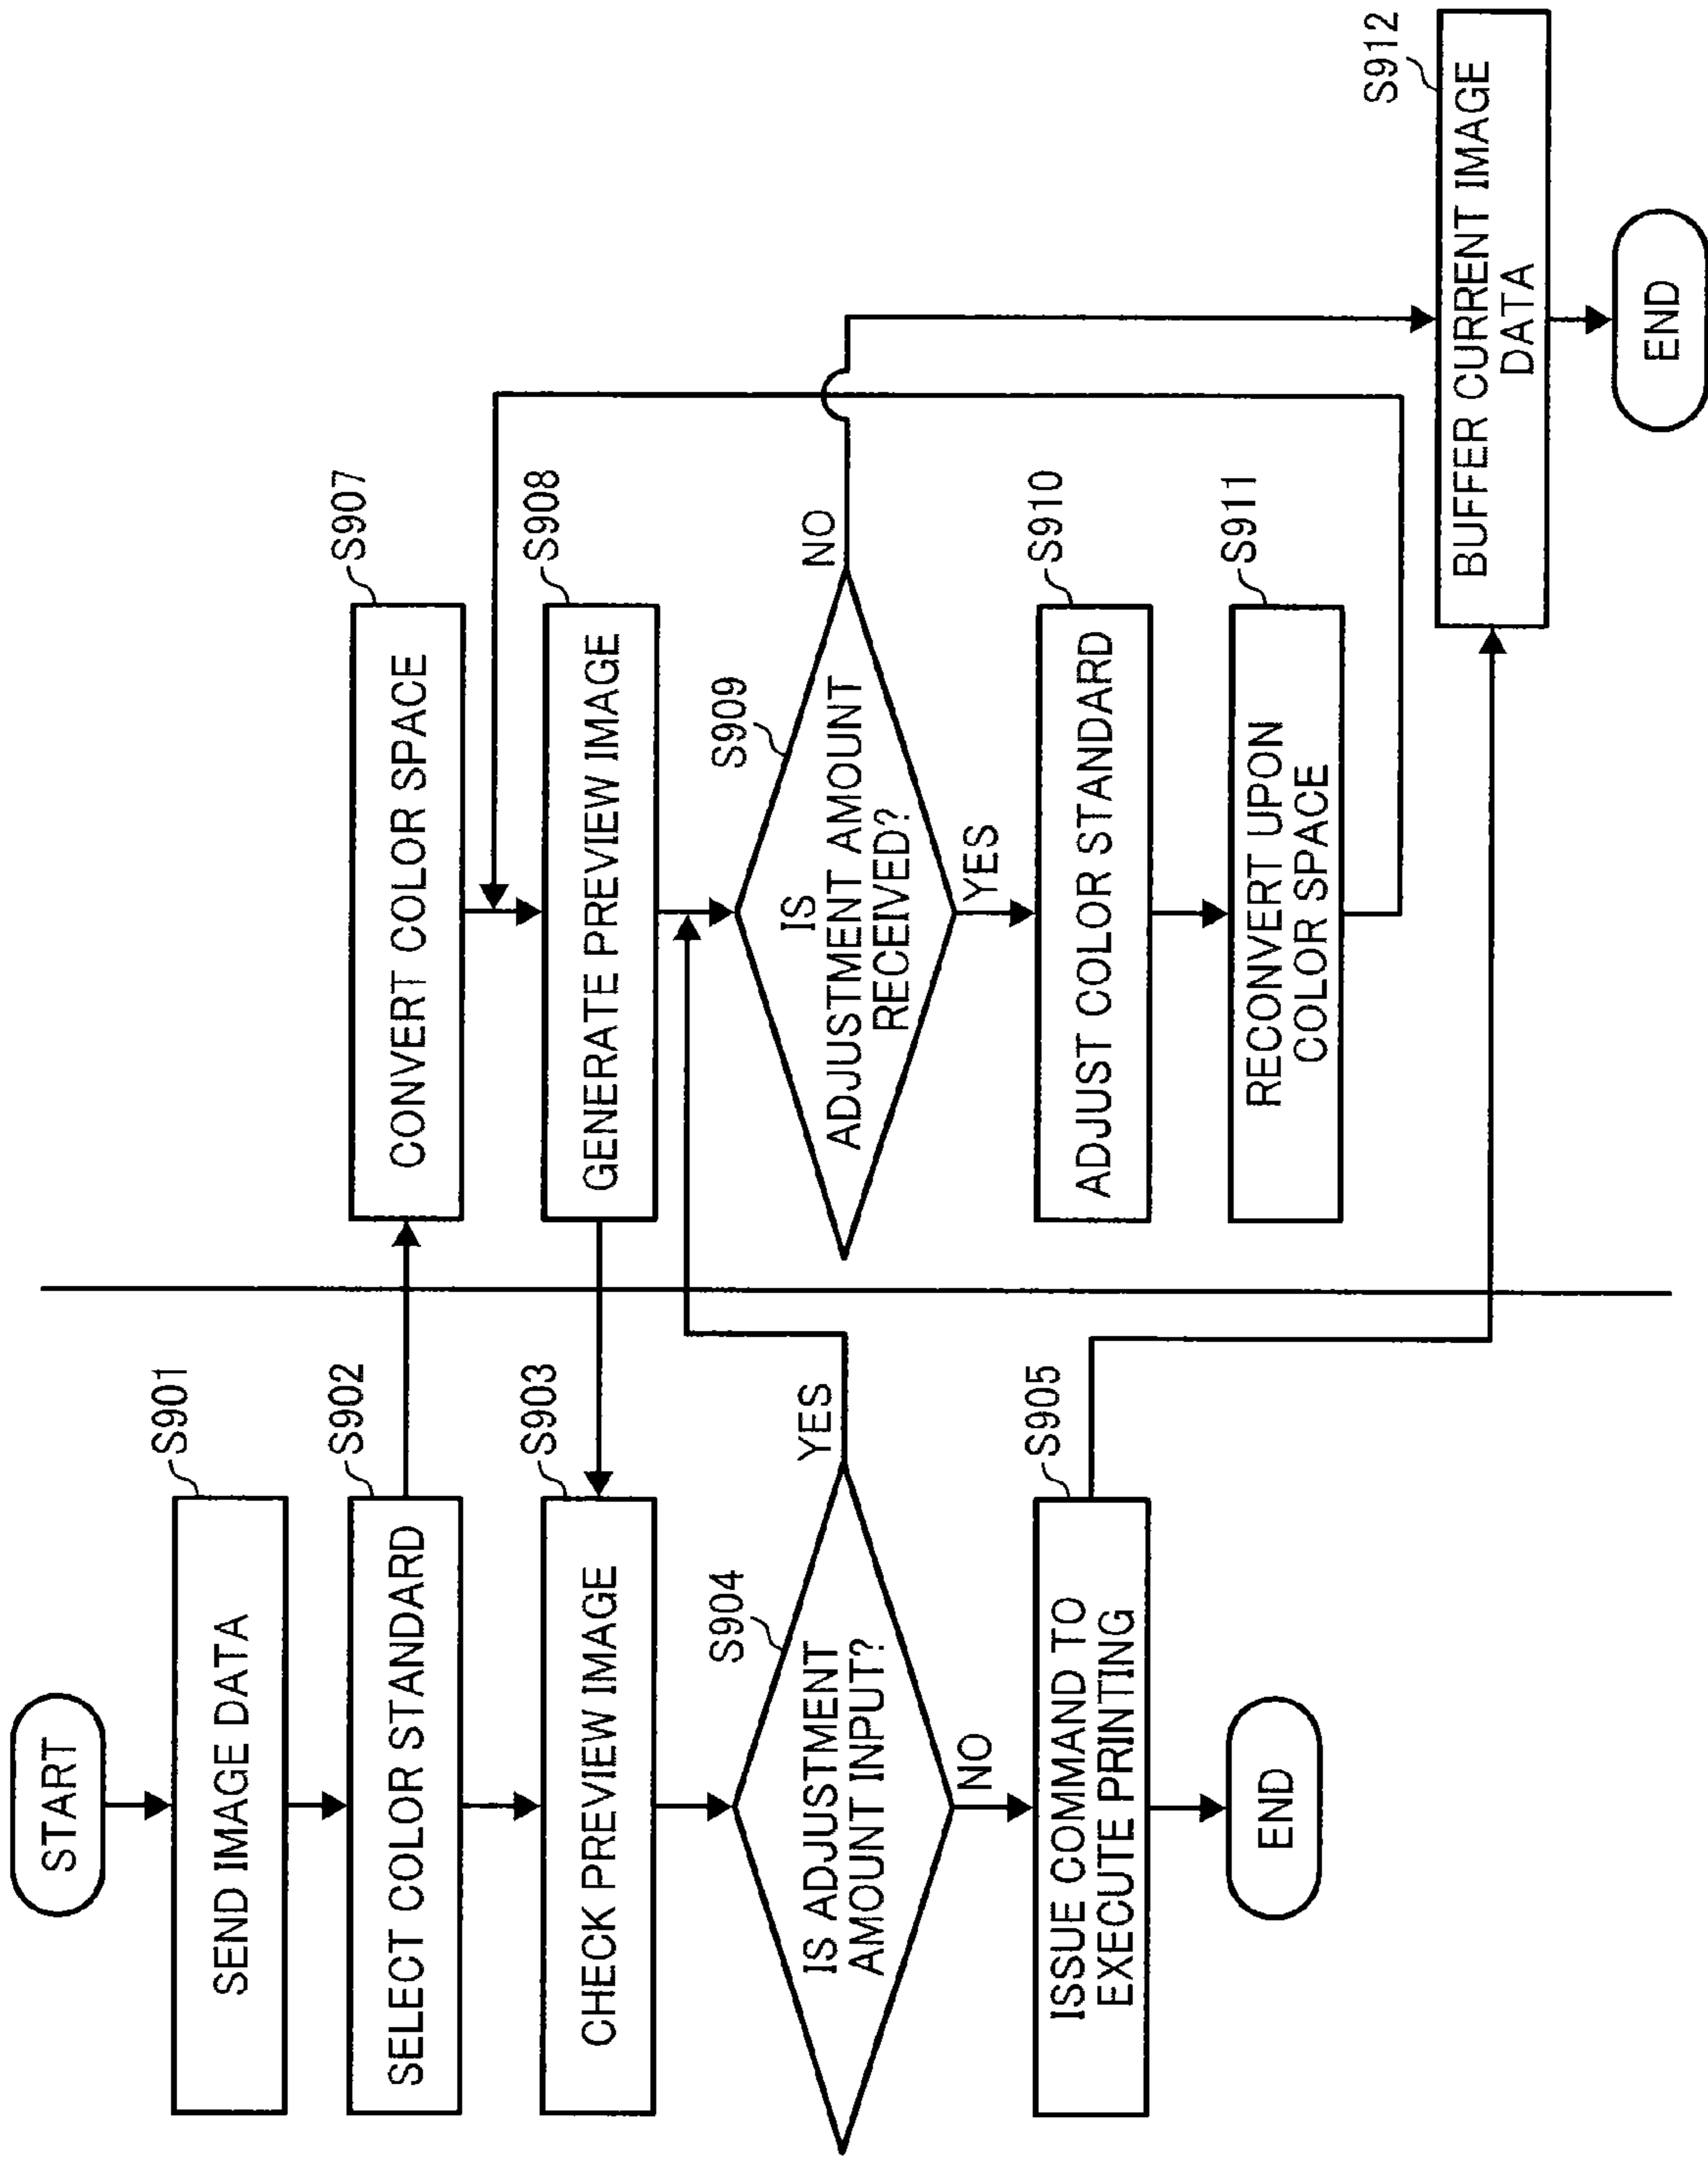 START
S901
SEND IMAGE DATA
S902
SELECT COLOR STANDARD
S903
CHECK PREVIEW IMAGE
S904
IS ADJUSTMENT
AMOUNT INPUT?
YES
NO
S905
ISSUE COMMAND TO
EXECUTE PRINTING
END
S907
CONVERT COLOR SPACE
S908
GENERATE PREVIEW IMAGE
S909
IS
ADJUSTMENT AMOUNT
RECEIVED?
NO
YES
S910
ADJUST COLOR STANDARD
S911
RECONVERT UPON
COLOR SPACE
S912
BUFFER CURRENT IMAGE
DATA
END